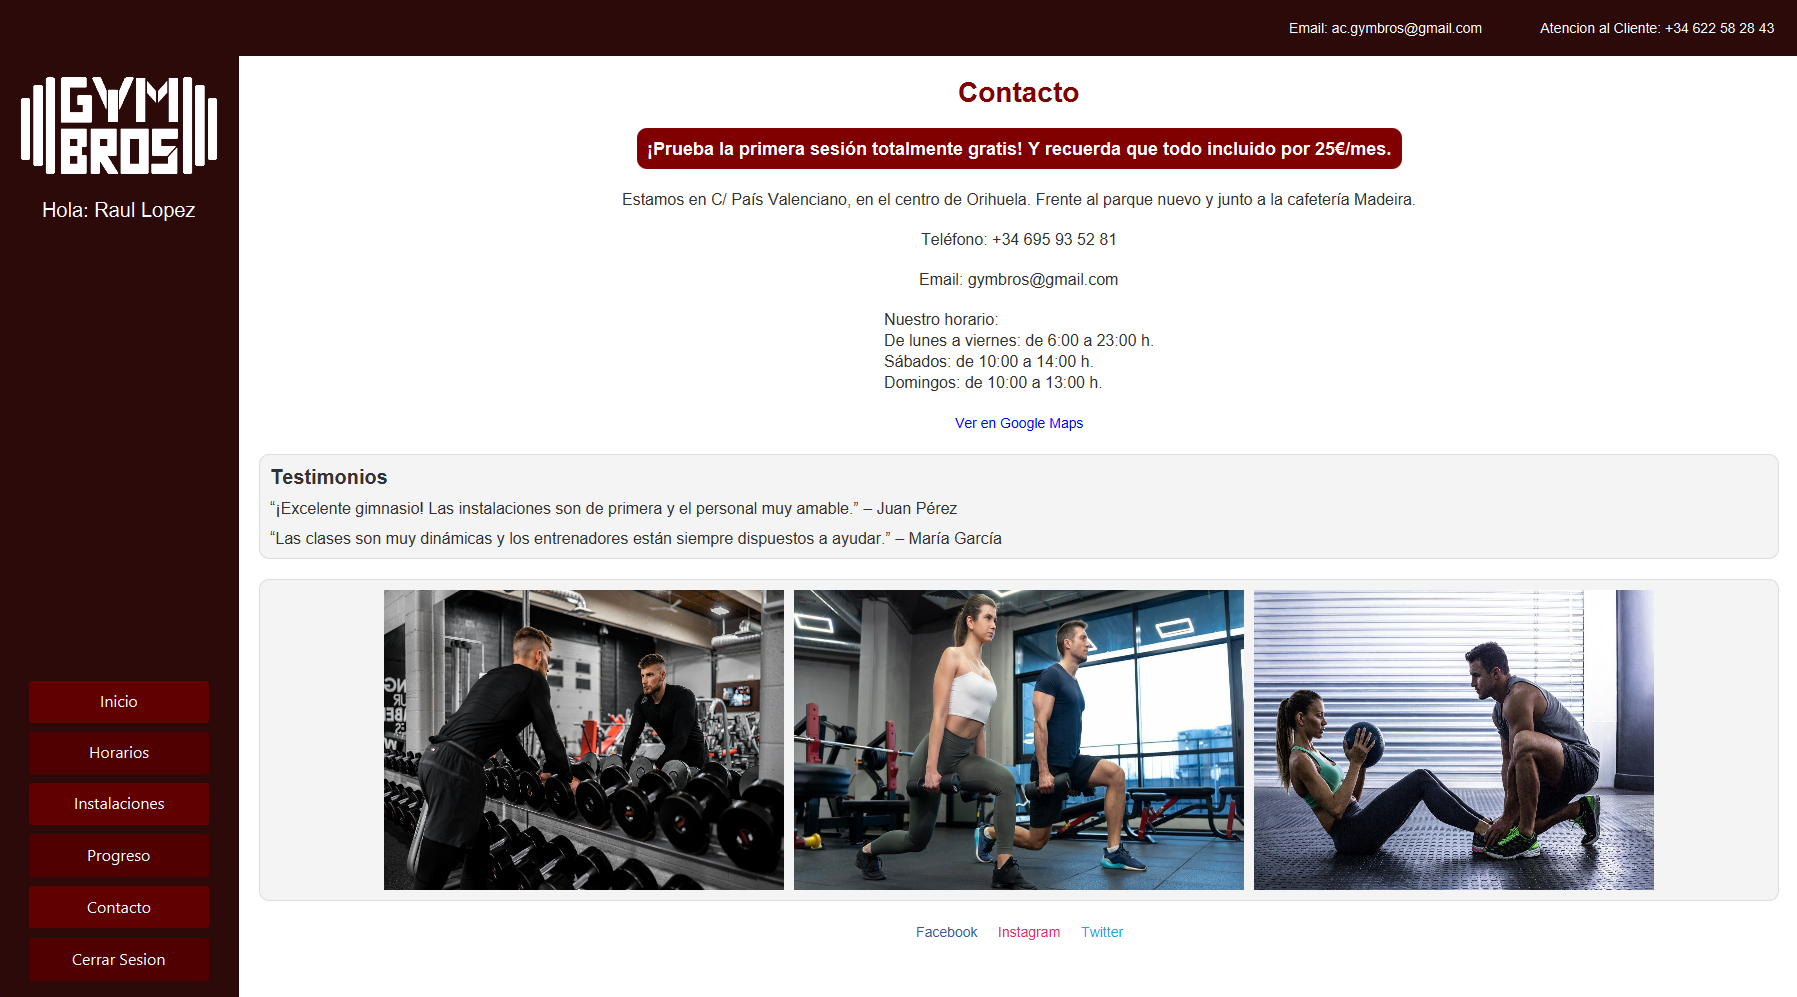 Email: ac.gymbros@gmail.com
Atencion al Cliente: +34 622 58 28 43
GYM
BROS
Hola: Raul Lopez
Inicio
Horarios
Instalaciones
Progreso
Contacto
Cerrar Sesion
Contacto
¡Prueba la primera sesión totalmente gratis! Y recuerda que todo incluido por 25€/mes.
Estamos en C/ País Valenciano, en el centro de Orihuela. Frente al parque nuevo y junto a la cafetería Madeira.
Teléfono: +34 695 93 52 81
Email: gymbros@gmail.com
Nuestro horario:
De lunes a viernes: de 6:00 a 23:00 h.
Sábados: de 10:00 a 14:00 h.
Domingos: de 10:00 a 13:00 h.
Ver en Google Maps
Testimonios
“¡Excelente gimnasio! Las instalaciones son de primera y el personal muy amable.” – Juan Pérez
“Las clases son muy dinámicas y los entrenadores están siempre dispuestos a ayudar.” – María García
Facebook
Instagram
Twitter